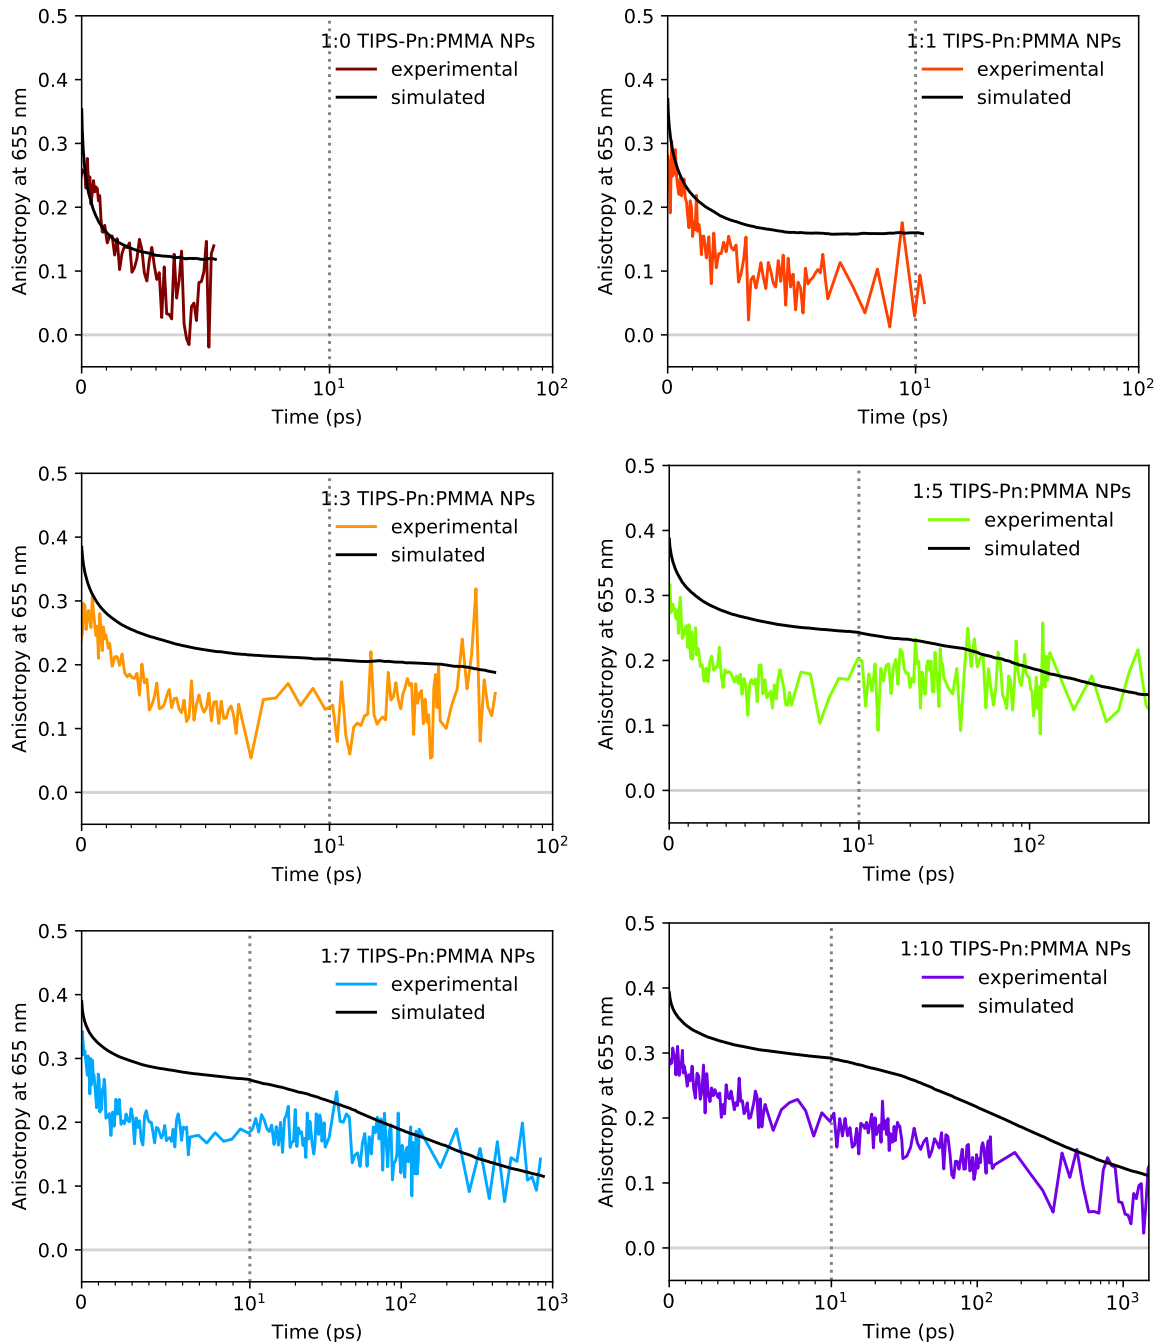 1:0 TIPS-Pn:PMMA NPs
experimental
simulated
Anisotropy at 655 nm
0.5
0.4
0.3
0.2
0.1
0.0
0
10¹
10²
Time (ps)
1:1 TIPS-Pn:PMMA NPs
experimental
simulated
Anisotropy at 655 nm
0.5
0.4
0.3
0.2
0.1
0.0
0
10¹
10²
Time (ps)
1:3 TIPS-Pn:PMMA NPs
experimental
simulated
Anisotropy at 655 nm
0.5
0.4
0.3
0.2
0.1
0.0
0
10¹
10²
Time (ps)
1:5 TIPS-Pn:PMMA NPs
experimental
simulated
Anisotropy at 655 nm
0.5
0.4
0.3
0.2
0.1
0.0
0
10¹
10²
Time (ps)
1:7 TIPS-Pn:PMMA NPs
experimental
simulated
Anisotropy at 655 nm
0.5
0.4
0.3
0.2
0.1
0.0
0
10¹
10²
10³
Time (ps)
1:10 TIPS-Pn:PMMA NPs
experimental
simulated
Anisotropy at 655 nm
0.5
0.4
0.3
0.2
0.1
0.0
0
10¹
10²
10³
Time (ps)